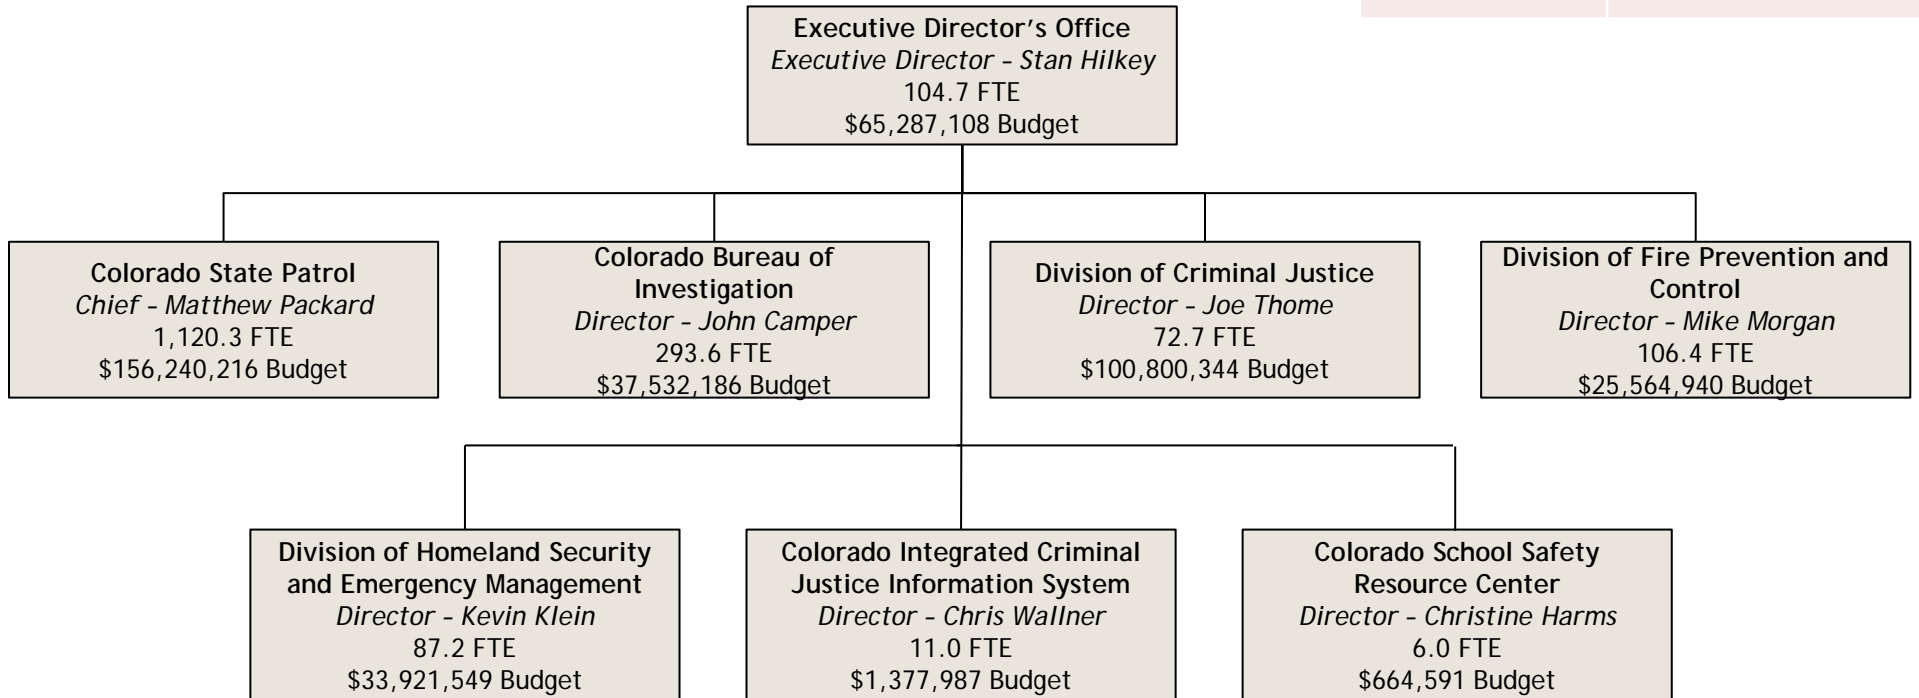 Executive Director's Office
Executive Director – Stan Hilkey
104.7 FTE
$65,287,108 Budget
Colorado State Patrol
Chief – Matthew Packard
1,120.3 FTE
$156,240,216 Budget
Colorado Bureau of
Investigation
Director – John Camper
293.6 FTE
$37,532,186 Budget
Division of Criminal Justice
Director – Joe Thome
72.7 FTE
$100,800,344 Budget
Division of Fire Prevention and
Control
Director – Mike Morgan
106.4 FTE
$25,564,940 Budget
Division of Homeland Security
and Emergency Management
Director – Kevin Klein
87.2 FTE
$33,921,549 Budget
Colorado Integrated Criminal
Justice Information System
Director – Chris Wallner
11.0 FTE
$1,377,987 Budget
Colorado School Safety
Resource Center
Director – Christine Harms
6.0 FTE
$664,591 Budget